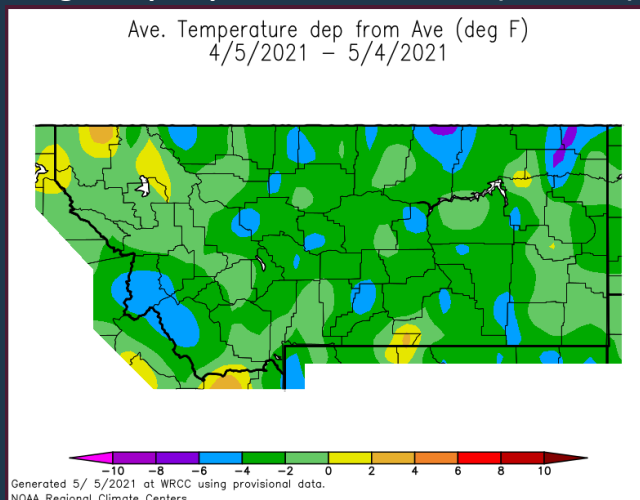 Ave. Temperature dep from Ave (deg F)
4/5/2021 – 5/4/2021
-10 -8 -6 -4 -2 0 2 4 6 8 10
Generated 5/ 5/2021 at WRCC using provisional data.
NOAA Regional Climate Centers